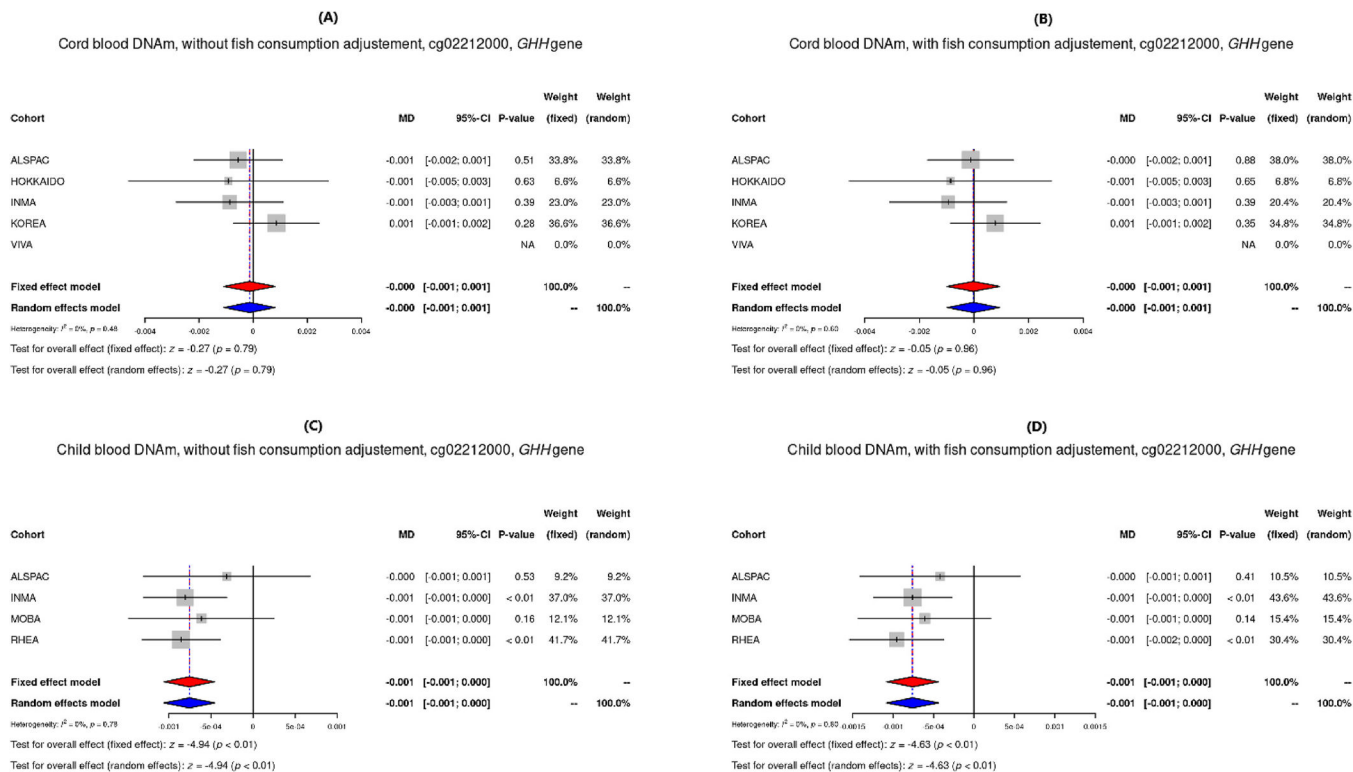 (A)
Cord blood DNAm, without fish consumption adjustement, cg02212000, GHH gene
Weight Weight
Cohort MD 95%-CI P-value (fixed) (random)
ALSPAC -0.001 [-0.002; 0.001] 0.51 33.8% 33.8%
HOKKAIDO -0.001 [-0.005; 0.003] 0.63 6.6% 6.6%
INMA -0.001 [-0.003; 0.001] 0.39 23.0% 23.0%
KOREA 0.001 [-0.001; 0.002] 0.28 36.6% 36.6%
VIVA NA 0.0% 0.0%
Fixed effect model -0.000 [-0.001; 0.001] 100.0% --
Random effects model -0.000 [-0.001; 0.001] -- 100.0%
Heterogeneity: I² = 0%, p = 0.48
-0.004 -0.002 0 0.002 0.004
Test for overall effect (fixed effect): z = -0.27 (p = 0.79)
Test for overall effect (random effects): z = -0.27 (p = 0.79)
(B)
Cord blood DNAm, with fish consumption adjustement, cg02212000, GHH gene
Weight Weight
Cohort MD 95%-CI P-value (fixed) (random)
ALSPAC -0.000 [-0.002; 0.001] 0.88 38.0% 38.0%
HOKKAIDO -0.001 [-0.005; 0.003] 0.65 6.8% 6.8%
INMA -0.001 [-0.003; 0.001] 0.39 20.4% 20.4%
KOREA 0.001 [-0.001; 0.002] 0.35 34.8% 34.8%
VIVA NA 0.0% 0.0%
Fixed effect model -0.000 [-0.001; 0.001] 100.0% --
Random effects model -0.000 [-0.001; 0.001] -- 100.0%
Heterogeneity: I² = 0%, p = 0.60
-0.004 -0.002 0 0.002 0.004
Test for overall effect (fixed effect): z = -0.05 (p = 0.96)
Test for overall effect (random effects): z = -0.05 (p = 0.96)
(C)
Child blood DNAm, without fish consumption adjustement, cg02212000, GHH gene
Weight Weight
Cohort MD 95%-CI P-value (fixed) (random)
ALSPAC -0.000 [-0.001; 0.001] 0.53 9.2% 9.2%
INMA -0.001 [-0.001; 0.000] < 0.01 37.0% 37.0%
MOBA -0.001 [-0.001; 0.000] 0.16 12.1% 12.1%
RHEA -0.001 [-0.001; 0.000] < 0.01 41.7% 41.7%
Fixed effect model -0.001 [-0.001; 0.000] 100.0% --
Random effects model -0.001 [-0.001; 0.000] -- 100.0%
Heterogeneity: I² = 0%, p = 0.78
-0.001 -5e-04 0 5e-04 0.001
Test for overall effect (fixed effect): z = -4.94 (p < 0.01)
Test for overall effect (random effects): z = -4.94 (p < 0.01)
(D)
Child blood DNAm, with fish consumption adjustement, cg02212000, GHH gene
Weight Weight
Cohort MD 95%-CI P-value (fixed) (random)
ALSPAC -0.000 [-0.001; 0.001] 0.41 10.5% 10.5%
INMA -0.001 [-0.001; 0.000] < 0.01 43.6% 43.6%
MOBA -0.001 [-0.001; 0.000] 0.14 15.4% 15.4%
RHEA -0.001 [-0.002; 0.000] < 0.01 30.4% 30.4%
Fixed effect model -0.001 [-0.001; 0.000] 100.0% --
Random effects model -0.001 [-0.001; 0.000] -- 100.0%
Heterogeneity: I² = 0%, p = 0.80
-0.0015 -0.001 -5e-04 0 5e-04 0.001 0.0015
Test for overall effect (fixed effect): z = -4.63 (p < 0.01)
Test for overall effect (random effects): z = -4.63 (p < 0.01)